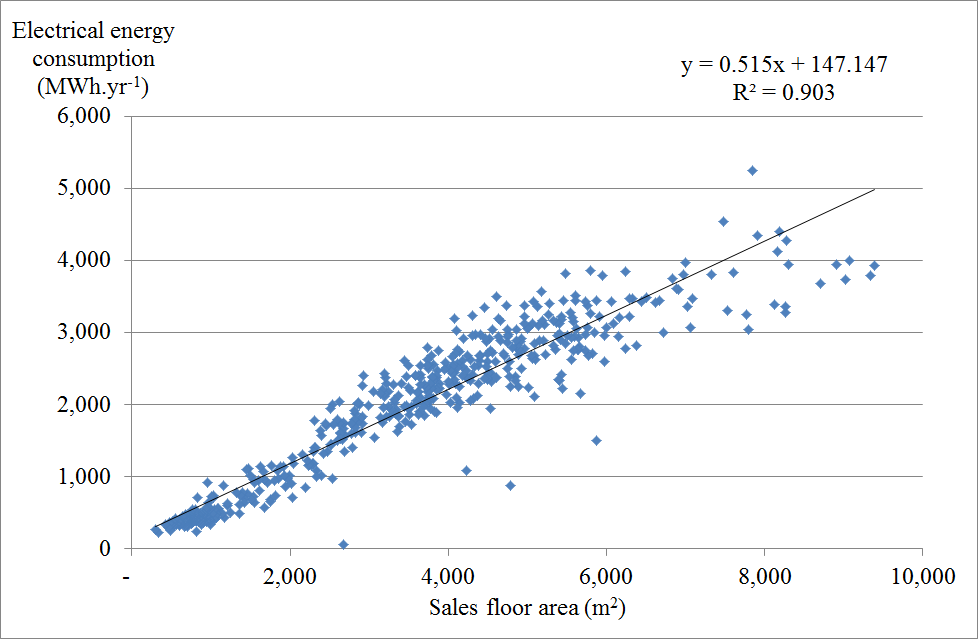 Electrical energy
consumption
(MWh.yr⁻¹)
y = 0.515x + 147.147
R² = 0.903
6,000
5,000
4,000
3,000
2,000
1,000
0
- 2,000 4,000 6,000 8,000 10,000
Sales floor area (m²)